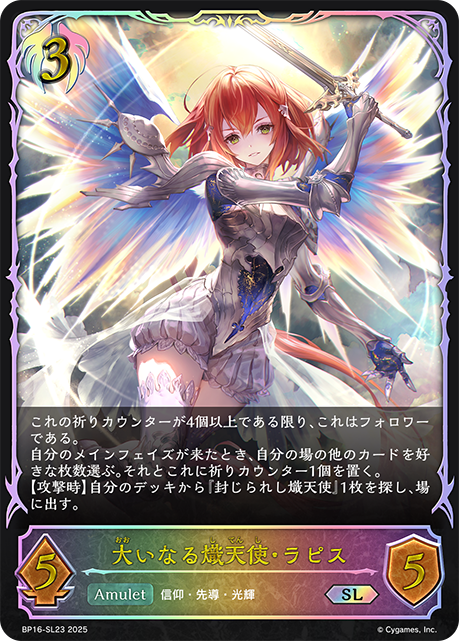 3
これの祈りカウンターが4個以上である限り、これはフォロワー
である。
自分のメインフェイズが来たとき、自分の場の他のカードを好
きな枚数選ぶ。それとこれに祈りカウンター1個を置く。
【攻撃時】自分のデッキから『封じられし熾天使』1枚を探し、場
に出す。
おお してんし
大いなる熾天使・ラピス
5
5
Amulet 信仰・先導・光輝 SL
BP16-SL23 2025 © Cygames, Inc.